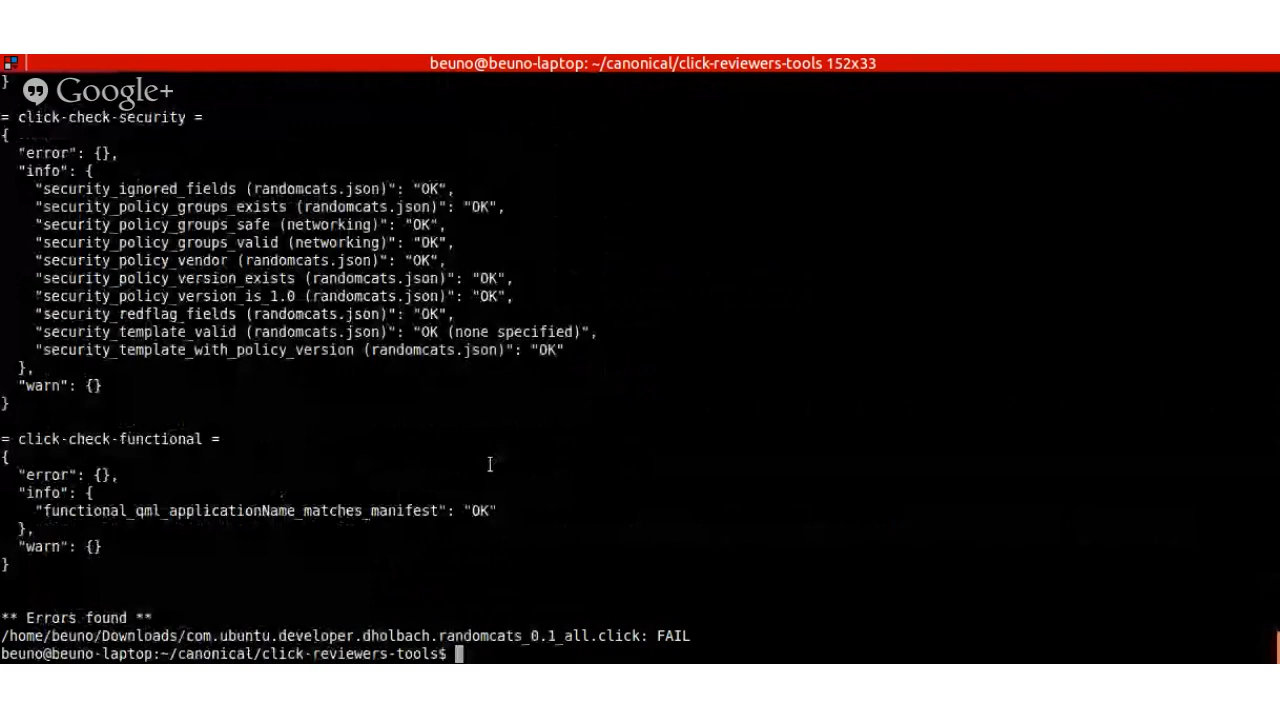 beuno@beuno-laptop: ~/canonical/click-reviewers-tools 152x33
}
Google+
= click-check-security =
{
  "error": {},
  "info": {
    "security_ignored_fields (randomcats.json)": "OK",
    "security_policy_groups_exists (randomcats.json)": "OK",
    "security_policy_groups_safe (networking)": "OK",
    "security_policy_groups_valid (networking)": "OK",
    "security_policy_vendor (randomcats.json)": "OK",
    "security_policy_version_exists (randomcats.json)": "OK",
    "security_policy_version_is_1.0 (randomcats.json)": "OK",
    "security_redflag_fields (randomcats.json)": "OK",
    "security_template_valid (randomcats.json)": "OK (none specified)",
    "security_template_with_policy_version (randomcats.json)": "OK"
  },
  "warn": {}
}
= click-check-functional =
{
  "error": {},
  "info": {
    "functional_qml_applicationName_matches_manifest": "OK"
  },
  "warn": {}
}
** Errors found **
/home/beuno/Downloads/com.ubuntu.developer.dholbach.randomcats_0.1_all.click: FAIL
beuno@beuno-laptop:~/canonical/click-reviewers-tools$